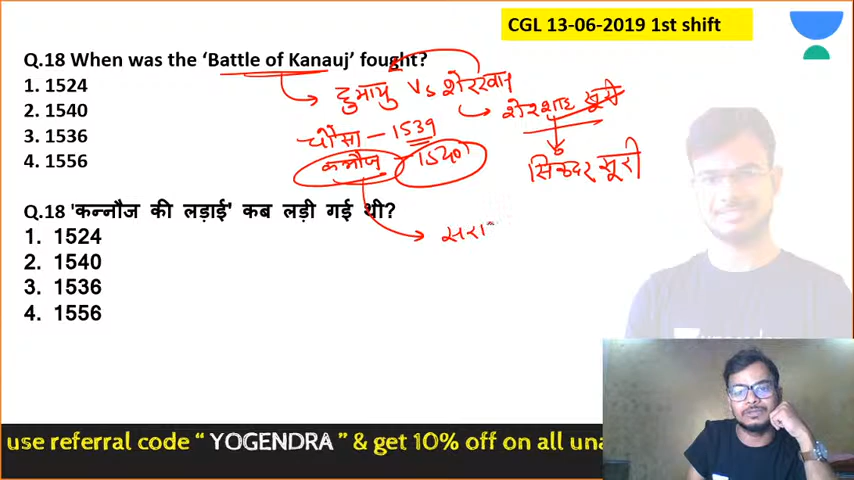 CGL 13-06-2019 1st shift
Q.18 When was the ‘Battle of Kanauj’ fought?
1. 1524
2. 1540
3. 1536
4. 1556
हुमायु Vs शेरखान
शेरशाह सूरी
चौसा – 1539
कन्नौज – 1540
सिकन्दर सूरी
Q.18 'कन्नौज की लड़ाई' कब लड़ी गई थी?
1. 1524
2. 1540
3. 1536
4. 1556
सरा
use referral code “ YOGENDRA ” & get 10% off on all una